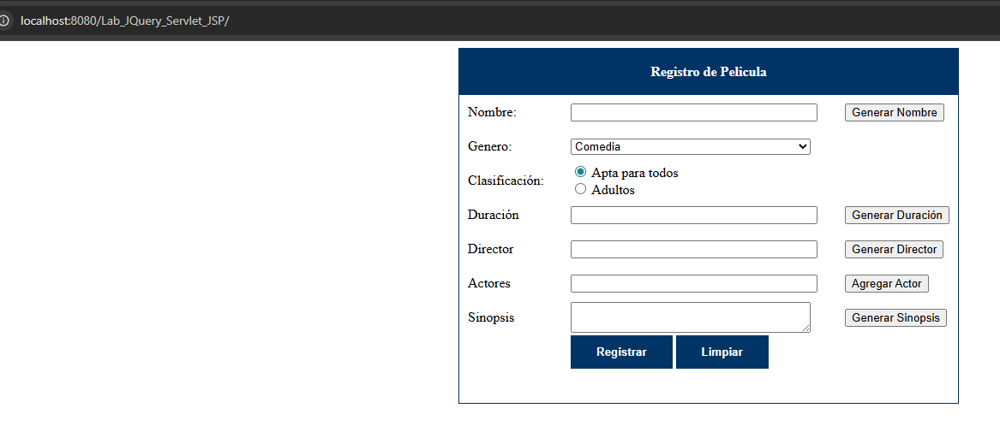 localhost:8080/Lab_JQuery_Servlet_JSP/
Registro de Pelicula
Nombre: Generar Nombre
Genero: Comedia
Clasificación: Apta para todos
Adultos
Duración Generar Duración
Director Generar Director
Actores Agregar Actor
Sinopsis Generar Sinopsis
Registrar Limpiar